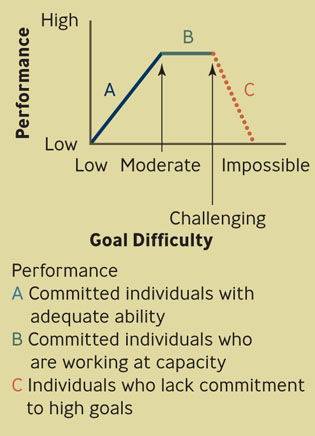 High
Performance
A
B
C
Low
Low Moderate Impossible
Challenging
Goal Difficulty
Performance
A Committed individuals with
adequate ability
B Committed individuals who
are working at capacity
C Individuals who lack commitment
to high goals